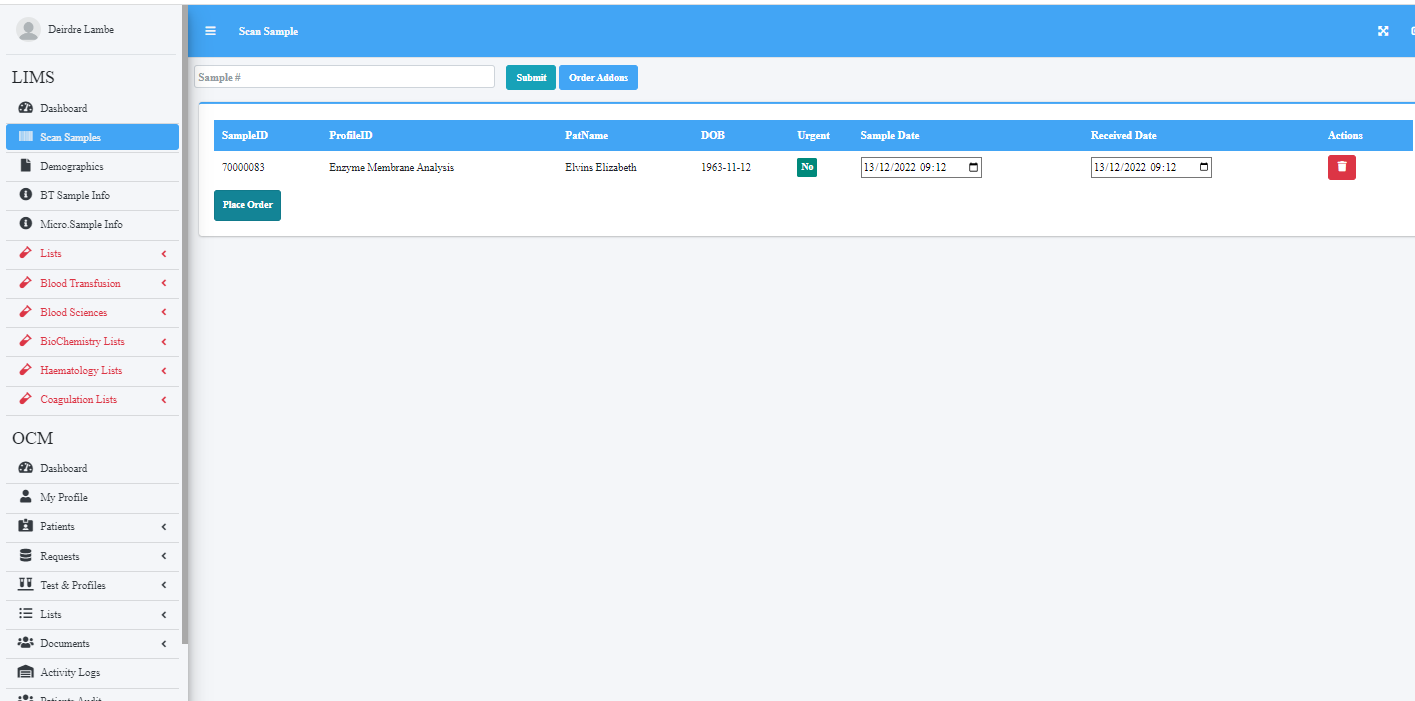 Deirdre Lambe
LIMS
Dashboard
Scan Samples
Demographics
BT Sample Info
Micro.Sample Info
Lists
Blood Transfusion
Blood Sciences
BioChemistry Lists
Haematology Lists
Coagulation Lists
OCM
Dashboard
My Profile
Patients
Requests
Test & Profiles
Lists
Documents
Activity Logs
Patients Audit
Scan Sample
Sample #
Submit Order Addons
SampleID ProfileID PatName DOB Urgent Sample Date Received Date Actions
70000083 Enzyme Membrane Analysis Elvins Elizabeth 1963-11-12 No 13/12/2022 09:12 13/12/2022 09:12
Place Order